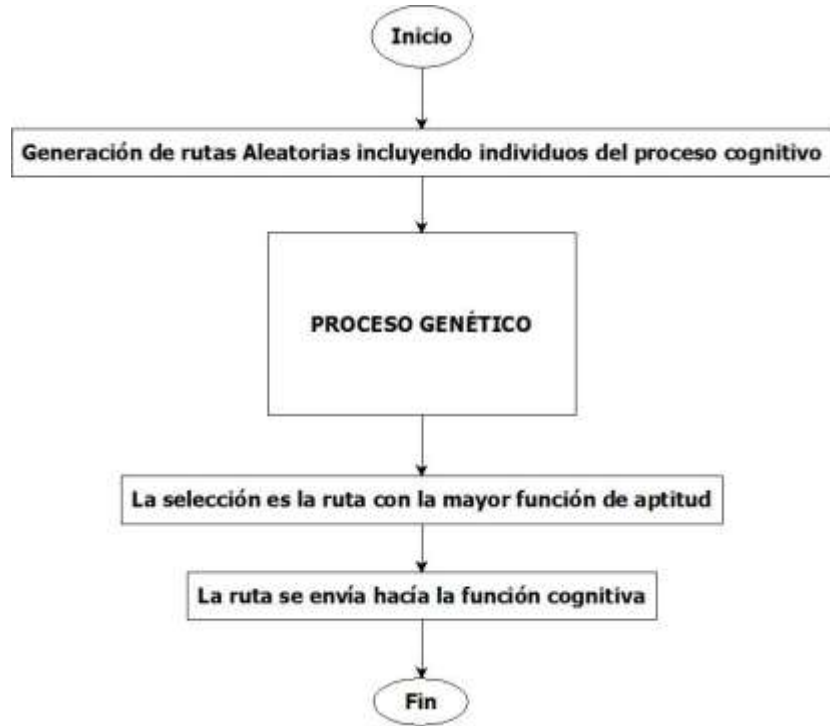 Inicio
Generación de rutas Aleatorias incluyendo individuos del proceso cognitivo
PROCESO GENÉTICO
La selección es la ruta con la mayor función de aptitud
La ruta se envía hacía la función cognitiva
Fin